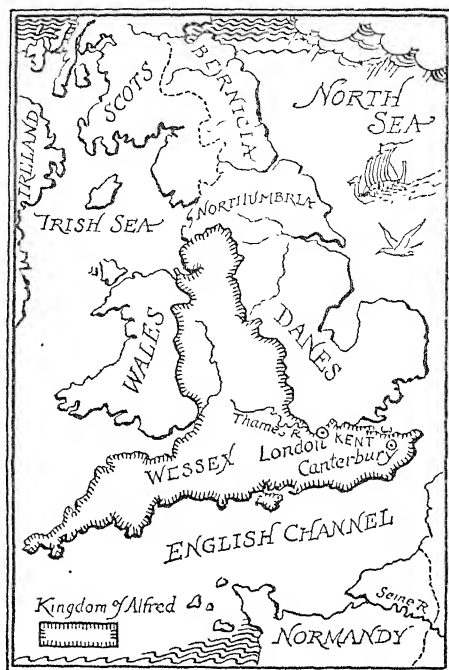 BERNICIA
SCOTS
NORTH
SEA
IRELAND
NORTHUMBRIA
IRISH SEA
DANES
WALES
Thames R.
London
KENT
Canterbury
WESSEX
ENGLISH CHANNEL
Seine R.
Kingdom of Alfred
NORMANDY